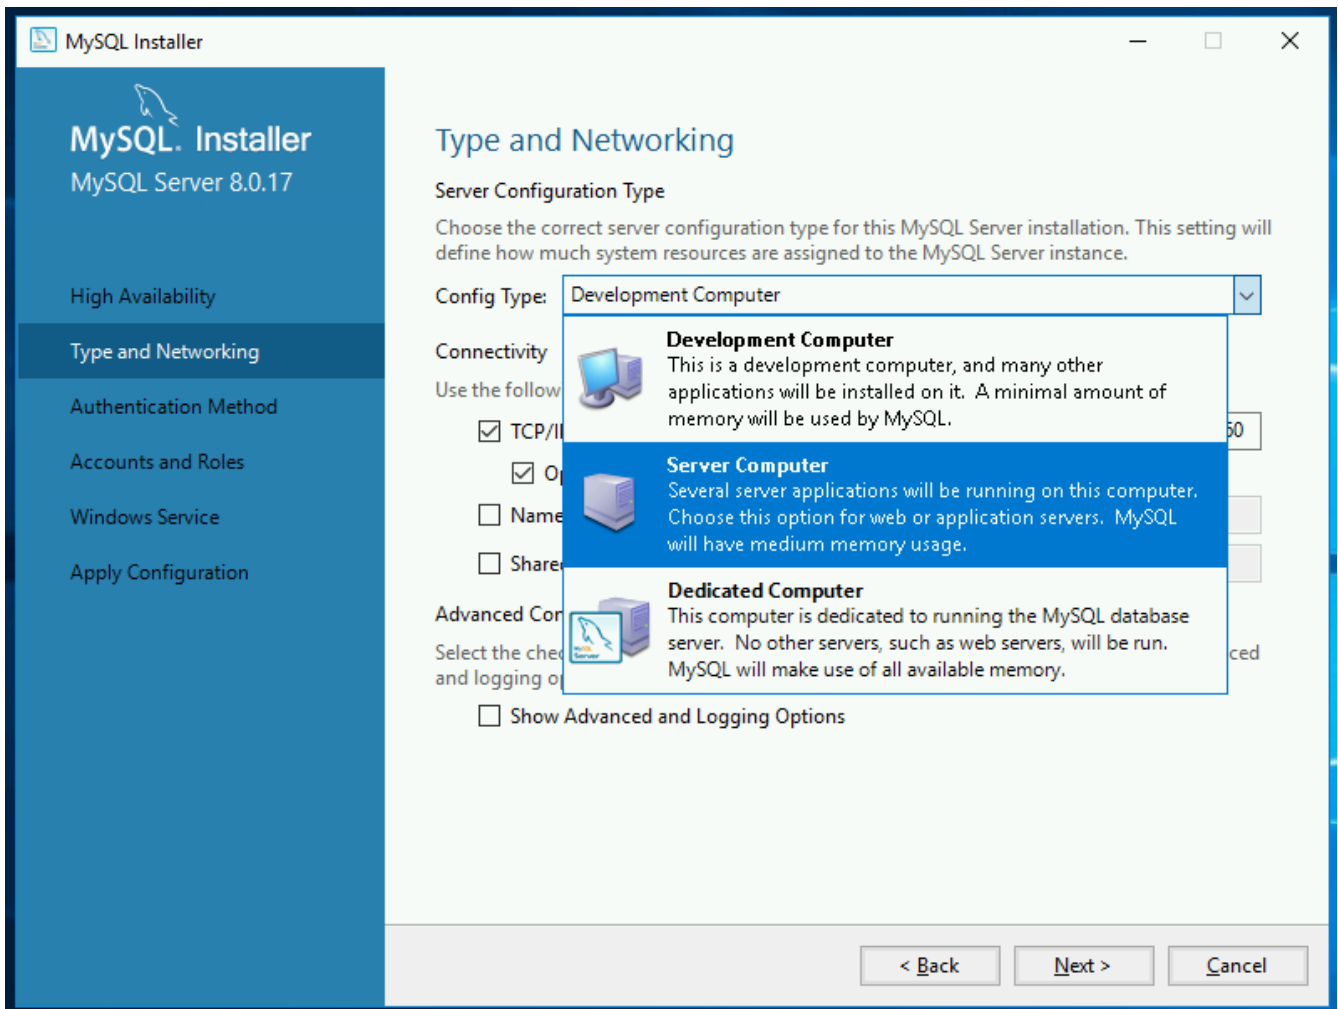 MySQL Installer
MySQL. Installer
MySQL Server 8.0.17
High Availability
Type and Networking
Authentication Method
Accounts and Roles
Windows Service
Apply Configuration
Type and Networking
Server Configuration Type
Choose the correct server configuration type for this MySQL Server installation. This setting will
define how much system resources are assigned to the MySQL Server instance.
Config Type: Development Computer
Development Computer
This is a development computer, and many other
applications will be installed on it. A minimal amount of
memory will be used by MySQL.
Server Computer
Several server applications will be running on this computer.
Choose this option for web or application servers. MySQL
will have medium memory usage.
Dedicated Computer
This computer is dedicated to running the MySQL database
server. No other servers, such as web servers, will be run.
MySQL will make use of all available memory.
Connectivity
Use the follow
TCP/I
Name
Share
Advanced Con
Select the chec
and logging
Show Advanced and Logging Options
< Back
Next >
Cancel